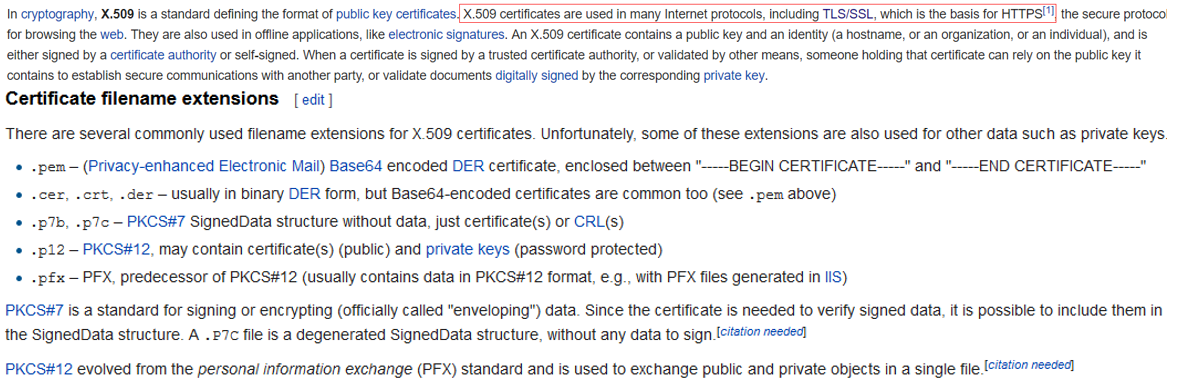 In cryptography, X.509 is a standard defining the format of public key certificates. X.509 certificates are used in many Internet protocols, including TLS/SSL, which is the basis for HTTPS[1], the secure protocol
for browsing the web. They are also used in offline applications, like electronic signatures. An X.509 certificate contains a public key and an identity (a hostname, or an organization, or an individual), and is
either signed by a certificate authority or self-signed. When a certificate is signed by a trusted certificate authority, or validated by other means, someone holding that certificate can rely on the public key it
contains to establish secure communications with another party, or validate documents digitally signed by the corresponding private key.
Certificate filename extensions [ edit ]
There are several commonly used filename extensions for X.509 certificates. Unfortunately, some of these extensions are also used for other data such as private keys.
• .pem – (Privacy-enhanced Electronic Mail) Base64 encoded DER certificate, enclosed between "-----BEGIN CERTIFICATE-----" and "-----END CERTIFICATE-----"
• .cer, .crt, .der – usually in binary DER form, but Base64-encoded certificates are common too (see .pem above)
• .p7b, .p7c – PKCS#7 SignedData structure without data, just certificate(s) or CRL(s)
• .p12 – PKCS#12, may contain certificate(s) (public) and private keys (password protected)
• .pfx – PFX, predecessor of PKCS#12 (usually contains data in PKCS#12 format, e.g., with PFX files generated in IIS)
PKCS#7 is a standard for signing or encrypting (officially called "enveloping") data. Since the certificate is needed to verify signed data, it is possible to include them in
the SignedData structure. A .P7C file is a degenerated SignedData structure, without any data to sign.[citation needed]
PKCS#12 evolved from the personal information exchange (PFX) standard and is used to exchange public and private objects in a single file.[citation needed]